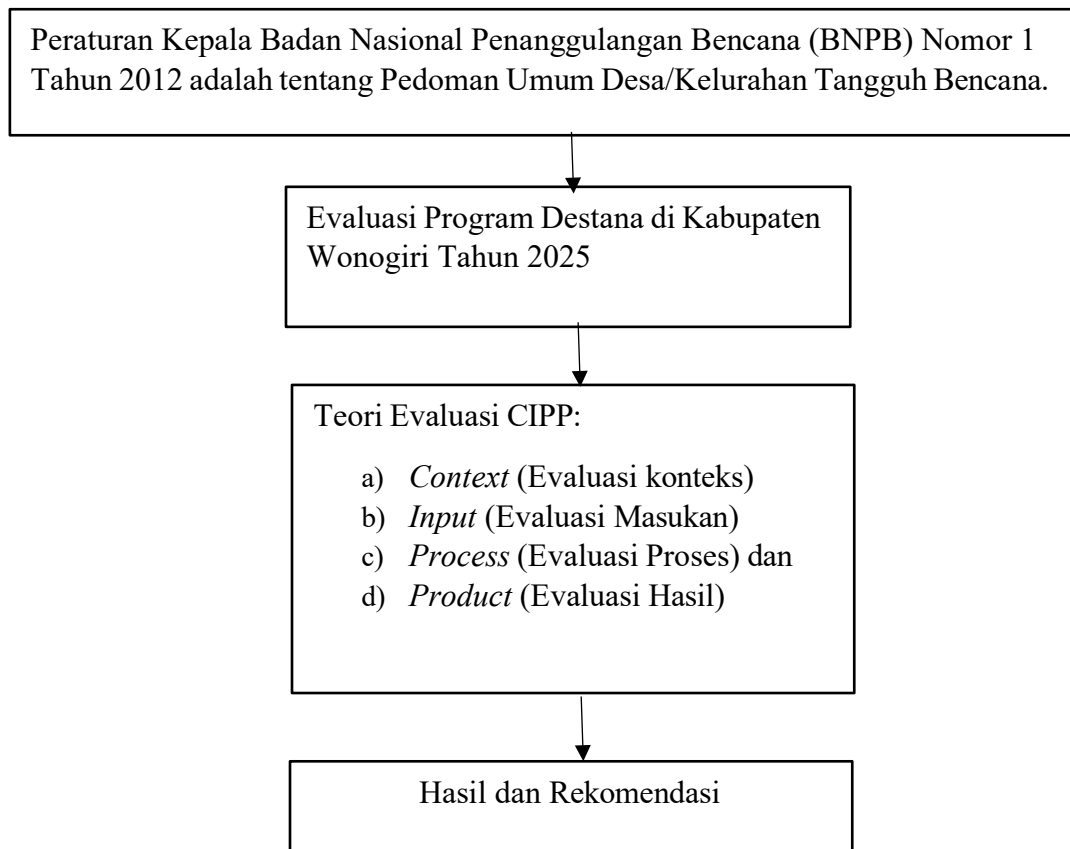 Peraturan Kepala Badan Nasional Penanggulangan Bencana (BNPB) Nomor 1
Tahun 2012 adalah tentang Pedoman Umum Desa/Kelurahan Tangguh Bencana.
Evaluasi Program Destana di Kabupaten
Wonogiri Tahun 2025
Teori Evaluasi CIPP:
a) Context (Evaluasi konteks)
b) Input (Evaluasi Masukan)
c) Process (Evaluasi Proses) dan
d) Product (Evaluasi Hasil)
Hasil dan Rekomendasi